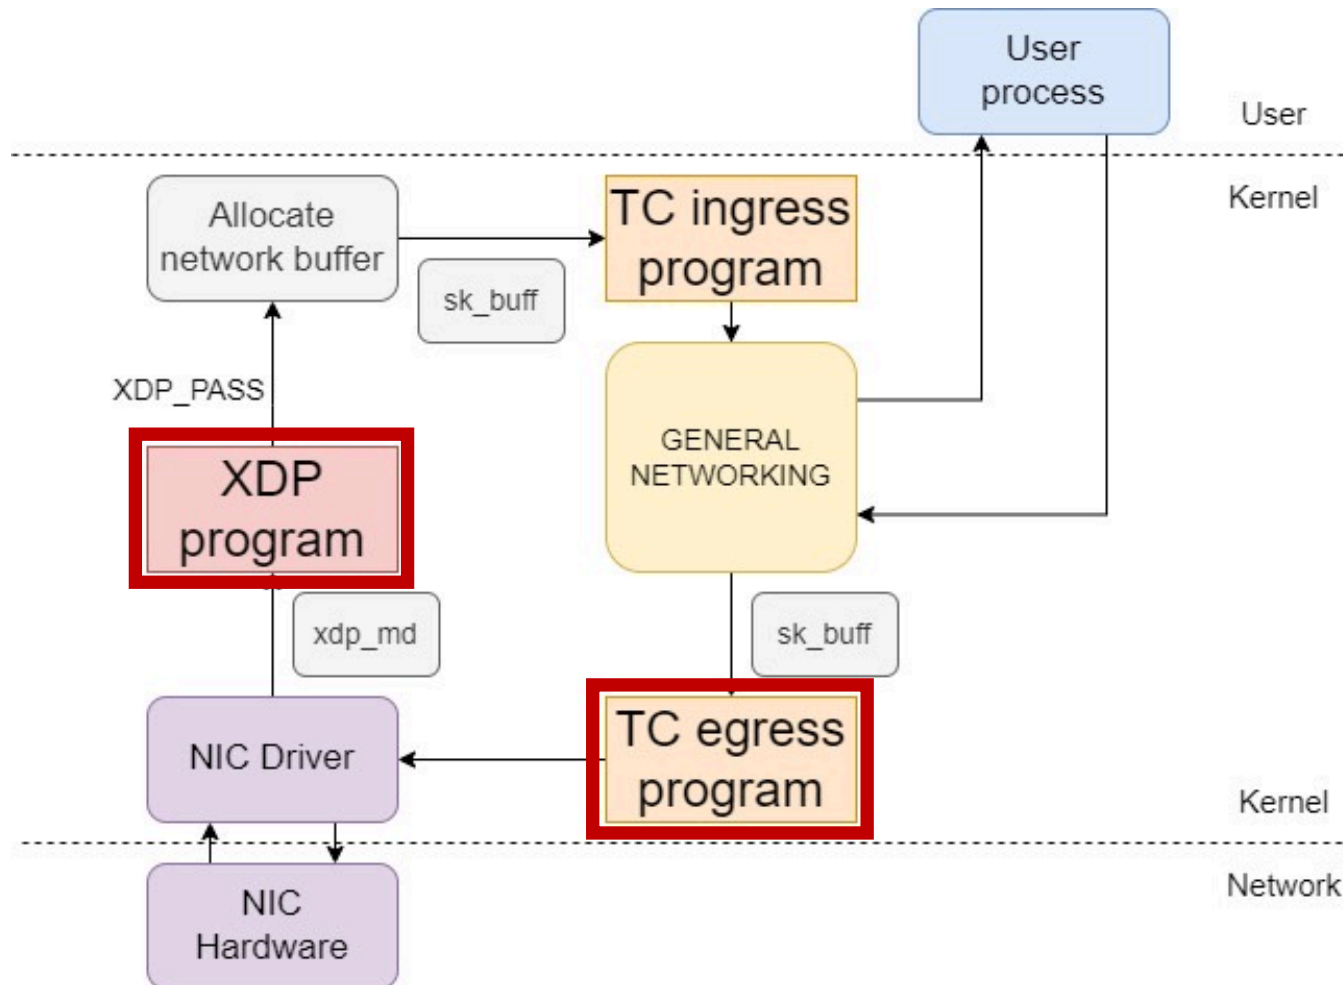 User
process
User
Kernel
Allocate
network buffer
TC ingress
program
sk_buff
XDP_PASS
GENERAL
NETWORKING
XDP
program
xdp_md
sk_buff
TC egress
program
NIC Driver
Kernel
Network
NIC
Hardware